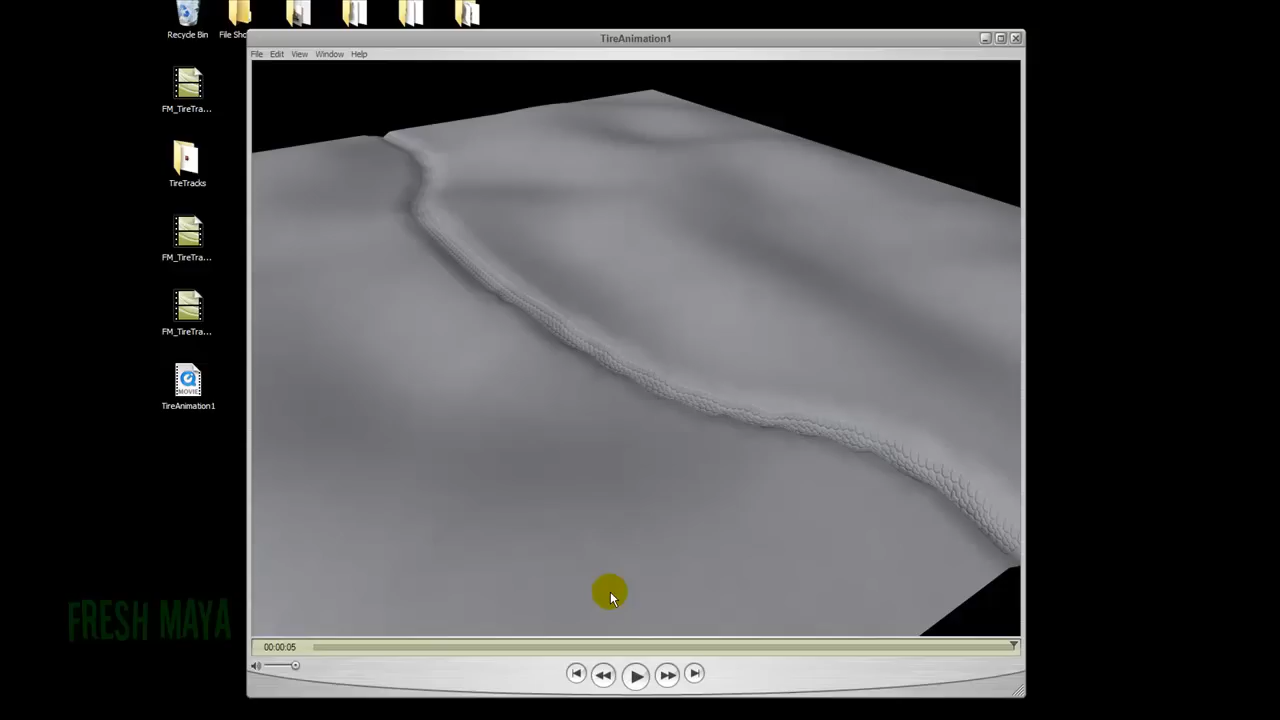 TireAnimation1
File Edit View Window Help
Recycle Bin
File Sho
FM_TireTra...
TireTracks
FM_TireTra...
FM_TireTra...
MOVIE
TireAnimation1
FRESH MAYA
00:00:05